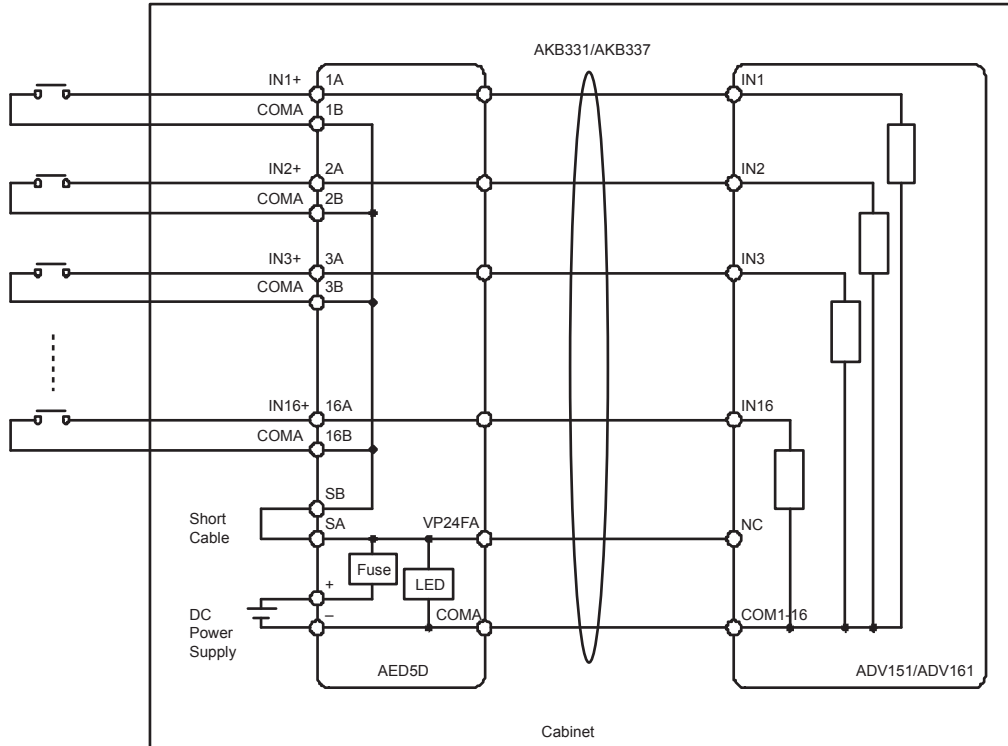 AKB331/AKB337
IN1+ 1A IN1
COMA 1B
IN2+ 2A IN2
COMA 2B
IN3+ 3A IN3
COMA 3B
IN16+ 16A IN16
COMA 16B
SB
Short
Cable
SA VP24FA NC
Fuse
LED
+
–
DC
Power
Supply
COMA COM1-16
AED5D
ADV151/ADV161
Cabinet